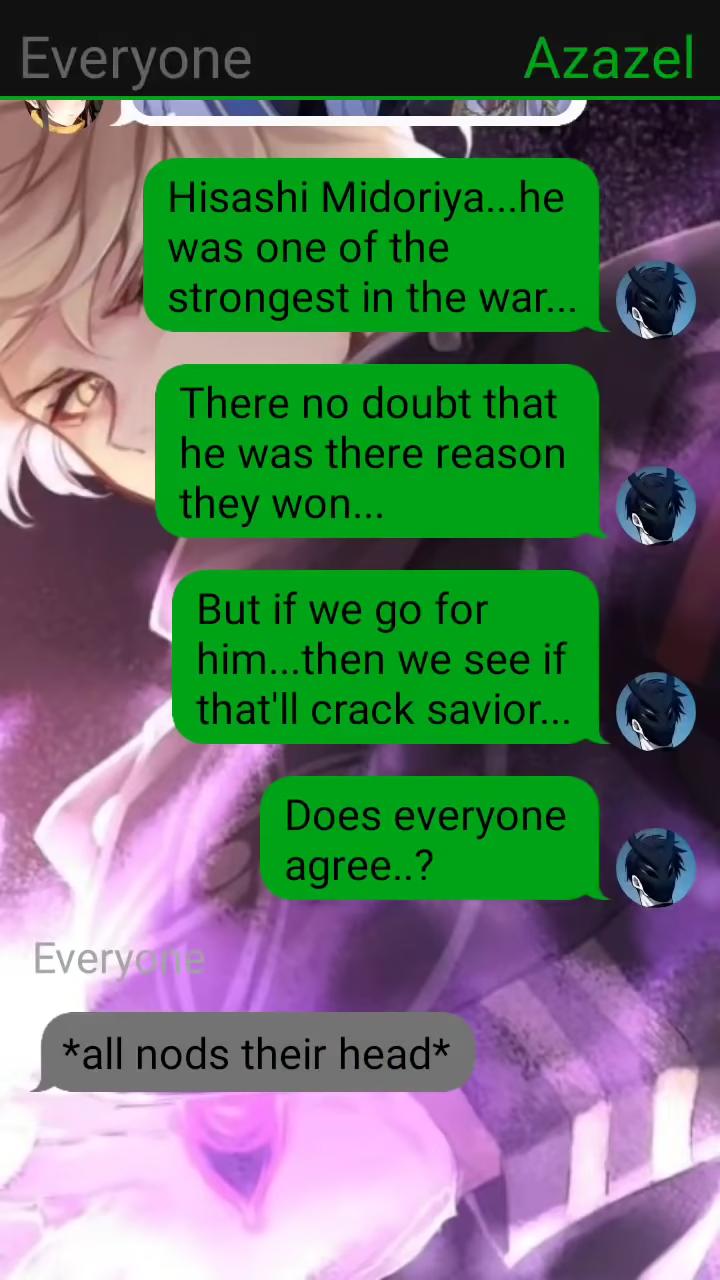 Everyone
Azazel
Hisashi Midoriya...he
was one of the
strongest in the war...
There no doubt that
he was there reason
they won...
But if we go for
him...then we see if
that'll crack savior...
Does everyone
agree..?
Everyone
*all nods their head*